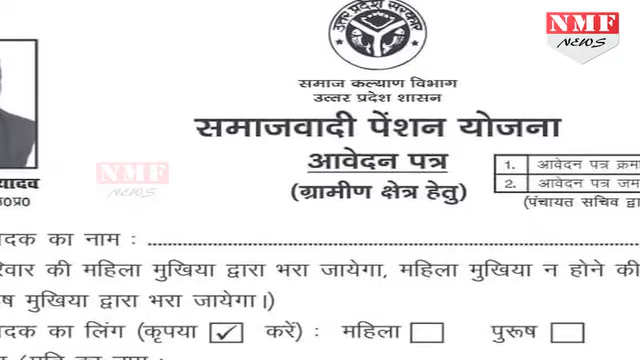 उत्तर प्रदेश सरकार
NMF
NEWS
समाज कल्याण विभाग
उत्तर प्रदेश शासन
समाजवादी पेंशन योजना
आवेदन पत्र
(ग्रामीण क्षेत्र हेतु)
1. आवेदन पत्र क्रमा
2. आवेदन पत्र जम
(पंचायत सचिव द्वा
NMF
NEWS
यादव
उ०प्र०
दक का नाम :
रिवार की महिला मुखिया द्वारा भरा जायेगा, महिला मुखिया न होने की
रूष मुखिया द्वारा भरा जायेगा।)
दक का लिंग (कृपया ✓ करें) : महिला पुरूष